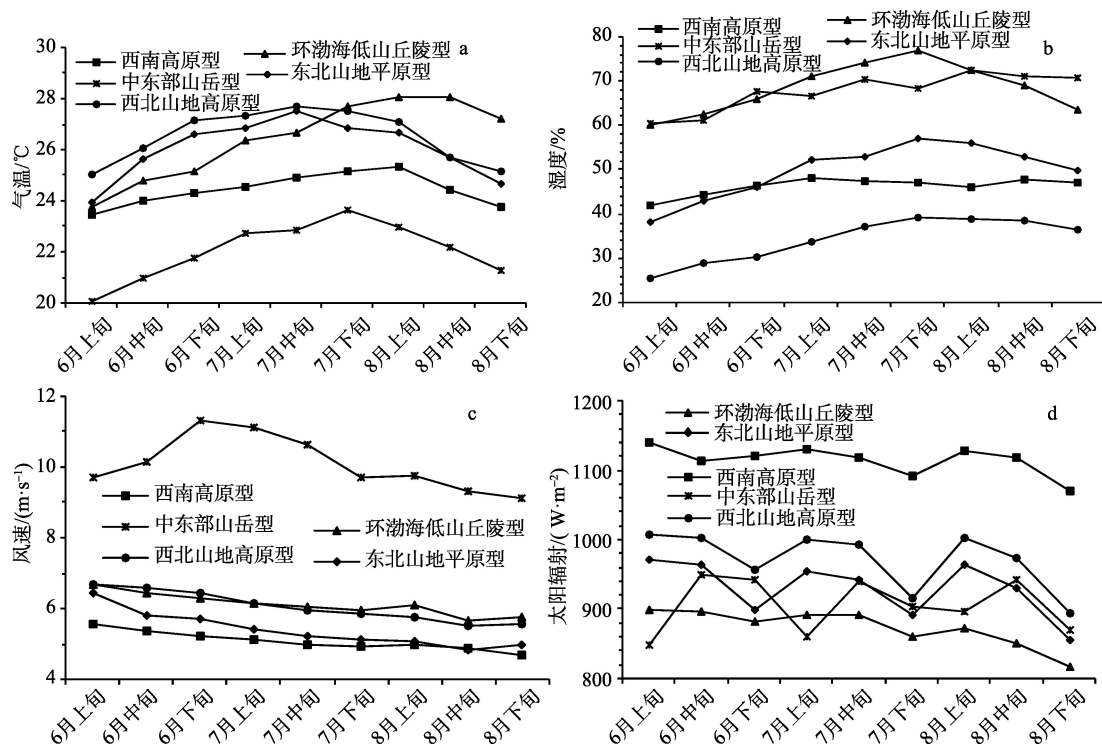 a
西南高原型
环渤海低山丘陵型
中东部山岳型
东北山地平原型
西北山地高原型
气温/℃
30
28
26
24
22
20
6月上旬
6月中旬
6月下旬
7月上旬
7月中旬
7月下旬
8月上旬
8月中旬
8月下旬
b
西南高原型
环渤海低山丘陵型
中东部山岳型
东北山地平原型
西北山地高原型
湿度/%
80
70
60
50
40
30
20
6月上旬
6月中旬
6月下旬
7月上旬
7月中旬
7月下旬
8月上旬
8月中旬
8月下旬
c
风速/(m·s⁻¹)
12
10
8
6
4
西南高原型
中东部山岳型
环渤海低山丘陵型
西北山地高原型
东北山地平原型
6月上旬
6月中旬
6月下旬
7月上旬
7月中旬
7月下旬
8月上旬
8月中旬
8月下旬
d
太阳辐射/( W·m⁻²)
1200
1100
1000
900
800
环渤海低山丘陵型
东北山地平原型
西南高原型
中东部山岳型
西北山地高原型
6月上旬
6月中旬
6月下旬
7月上旬
7月中旬
7月下旬
8月上旬
8月中旬
8月下旬